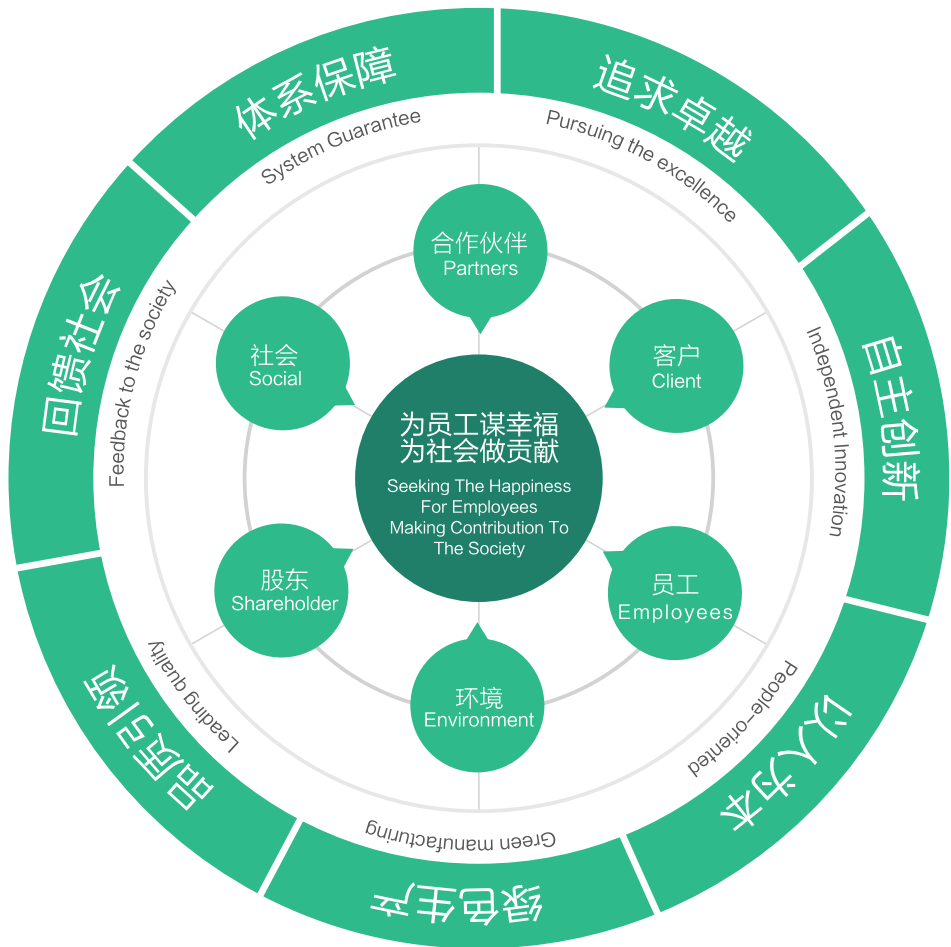 体系保障
System Guarantee
追求卓越
Pursuing the excellence
自主创新
Independent Innovation
以人为本
People-oriented
绿色生产
Green manufacturing
品质引领
Leading quality
回馈社会
Feedback to the society
合作伙伴
Partners
客户
Client
员工
Employees
环境
Environment
股东
Shareholder
社会
Social
为员工谋幸福
为社会做贡献
Seeking The Happiness
For Employees
Making Contribution To
The Society